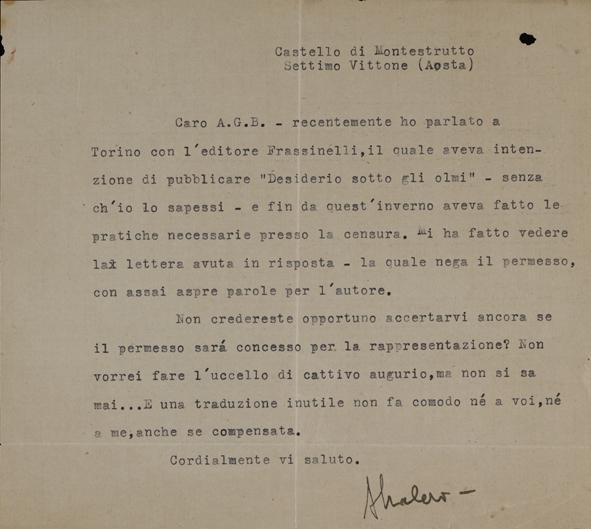 Castello di Montestrutto
Settimo Vittone (Aosta)
Caro A.G.B. - recentemente ho parlato a
Torino con l'editore Frassinelli,il quale aveva inten-
zione di pubblicare "Desiderio sotto gli olmi" - senza
ch'io lo sapessi - e fin da quest'inverno aveva fatto le
pratiche necessarie presso la censura. Mi ha fatto vedere
la lettera avuta in risposta - la quale nega il permesso,
con assai aspre parole per l'autore.
Non credereste opportuno accertarvi ancora se
il permesso sará concesso per la rappresentazione? Non
vorrei fare l'uccello di cattivo augurio,ma non si sa
mai...E una traduzione inutile non fa comodo né a voi,né
a me,anche se compensata.
Cordialmente vi saluto.